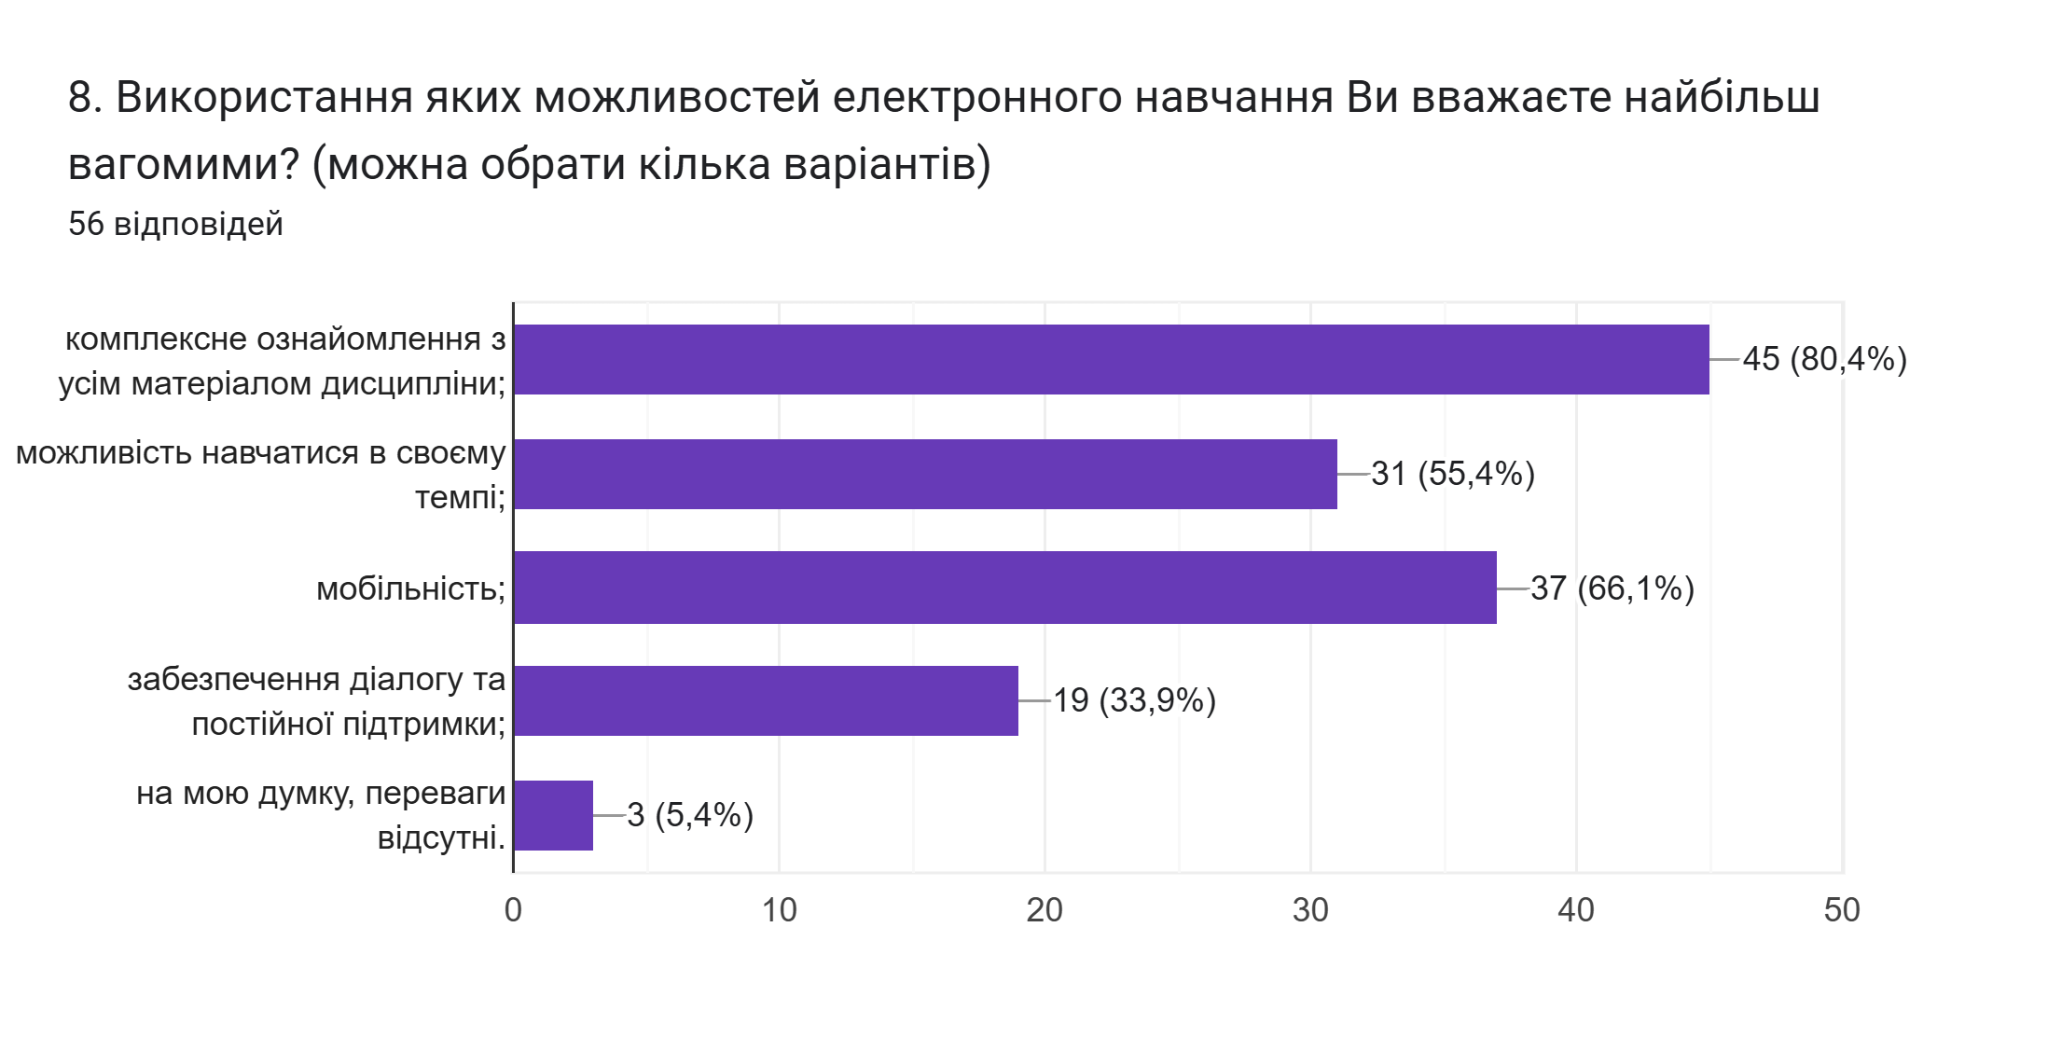 8. Використання яких можливостей електронного навчання Ви вважаєте найбільш
вагомими? (можна обрати кілька варіантів)
56 відповідей
комплексне ознайомлення з
усім матеріалом дисципліни;
45 (80,4%)
можливість навчатися в своєму
темпі;
31 (55,4%)
мобільність;
37 (66,1%)
забезпечення діалогу та
постійної підтримки;
19 (33,9%)
на мою думку, переваги
відсутні.
3 (5,4%)
0 10 20 30 40 50